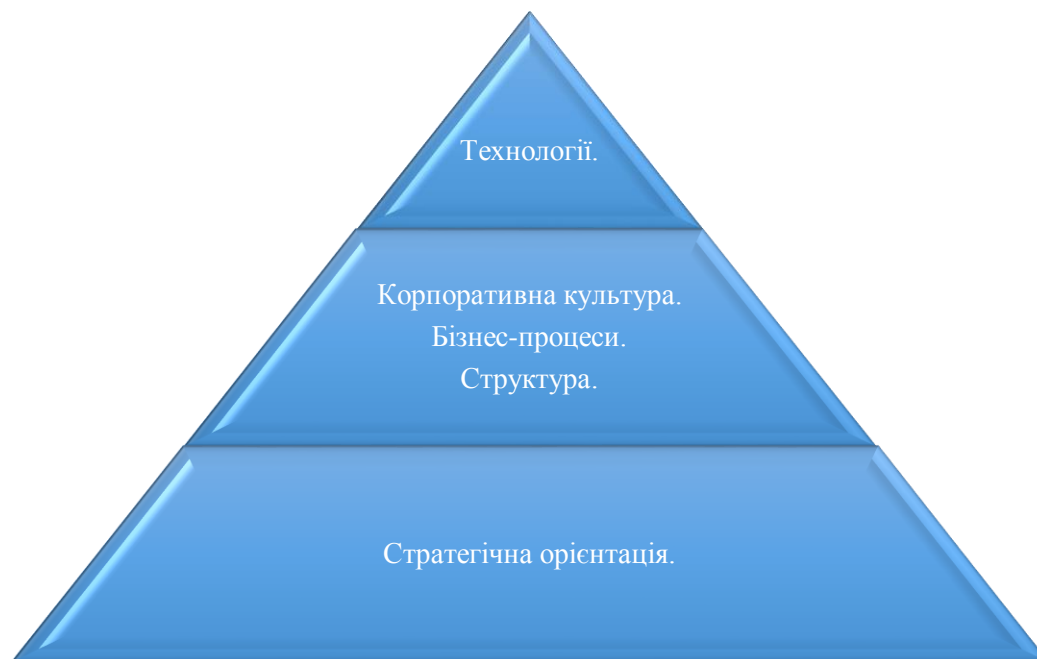 Технології.
Корпоративна культура.
Бізнес-процеси.
Структура.
Стратегічна орієнтація.